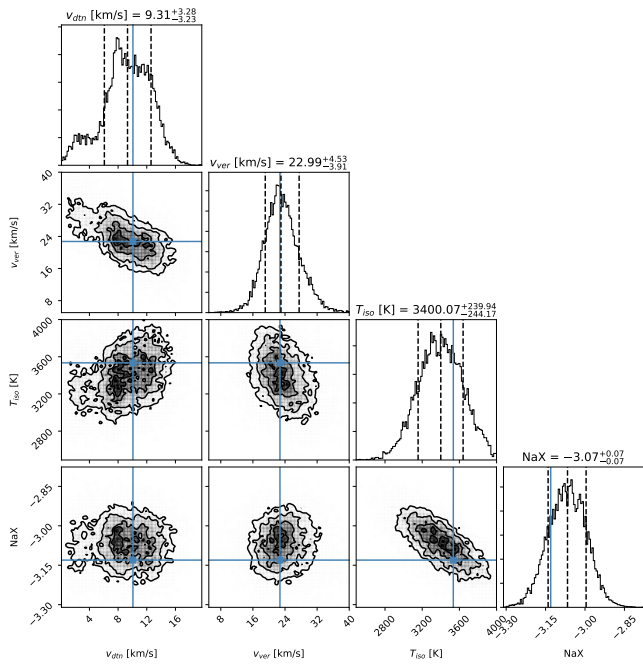 v_dtn [km/s] = 9.31^{+3.28}_{-3.23}
40
v_ver [km/s] = 22.99^{+4.53}_{-3.91}
32
24
16
8
v_ver [km/s]
4000
T_iso [K] = 3400.07^{+239.94}_{-244.17}
3600
3200
2800
T_iso [K]
NaX = −3.07^{+0.07}_{-0.07}
−2.85
−3.00
−3.15
−3.30
NaX
4 8 12 16
8 16 24 32 40
2800 3200 3600 4000
−3.30 −3.15 −3.00 −2.85
v_dtn [km/s] v_ver [km/s] T_iso [K] NaX